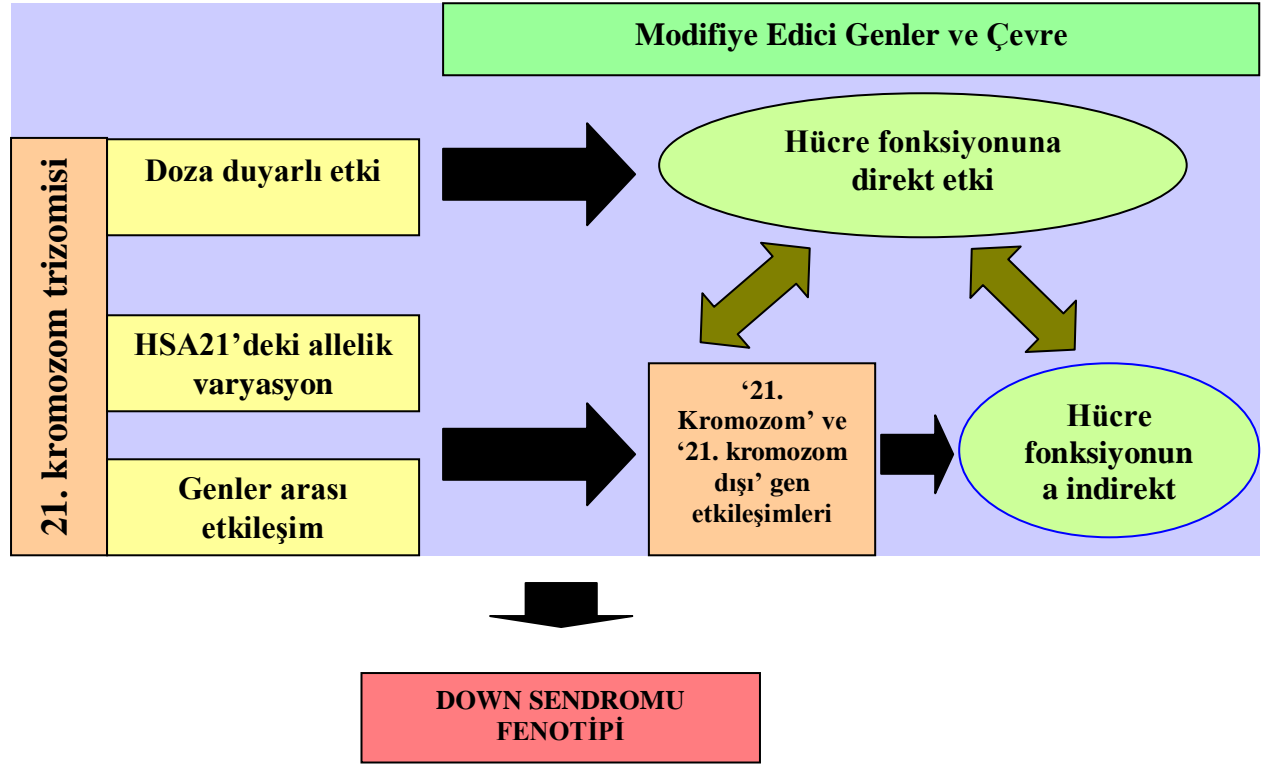 Modifiye Edici Genler ve Çevre
21. kromozom trizomisi
Doza duyarlı etki
Hücre fonksiyonuna
direkt etki
HSA21’deki allelik
varyasyon
Genler arası
etkileşim
‘21.
Kromozom’ ve
‘21. kromozom
dışı’ gen
etkileşimleri
Hücre
fonksiyonun
a indirekt
DOWN SENDROMU
FENOTİPİ